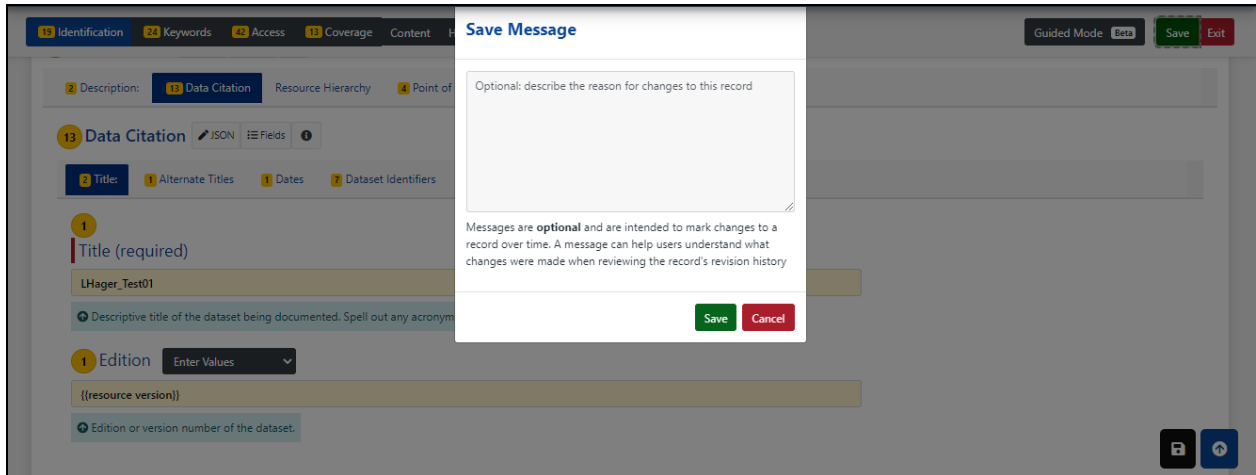 19 Identification 24 Keywords 42 Access 13 Coverage Content H
Save Message
Guided Mode Beta Save Exit
2 Description: 13 Data Citation Resource Hierarchy 4 Point of
Optional: describe the reason for changes to this record
13 Data Citation JSON Fields
2 Title: 1 Alternate Titles 1 Dates 7 Dataset Identifiers
1
Title (required)
Messages are optional and are intended to mark changes to a
record over time. A message can help users understand what
changes were made when reviewing the record's revision history
LHager_Test01
Descriptive title of the dataset being documented. Spell out any acronym
Save Cancel
1 Edition Enter Values
{{resource version}}
Edition or version number of the dataset.